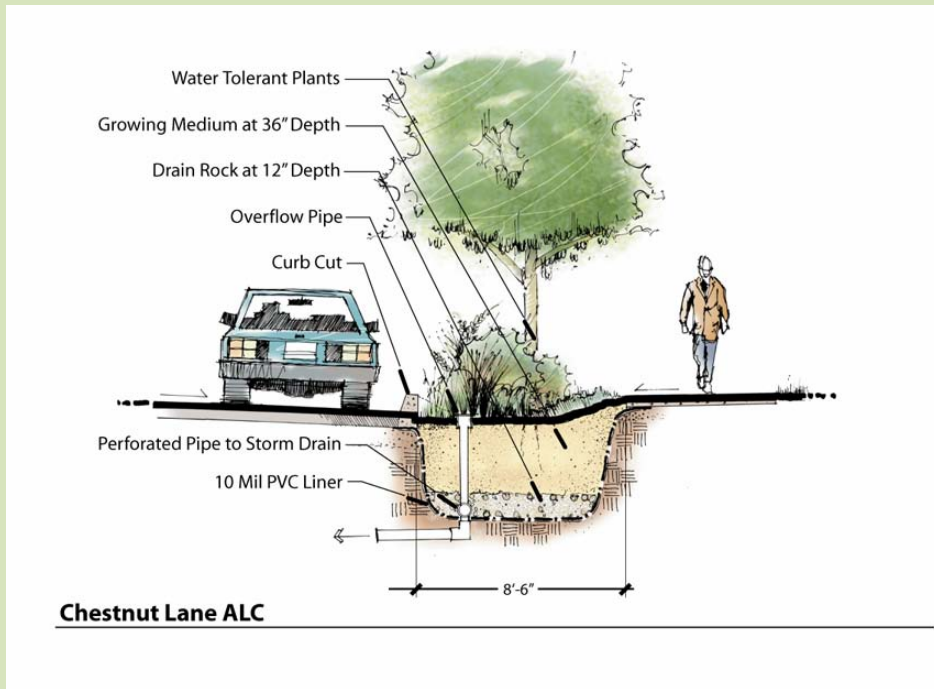 Water Tolerant Plants
Growing Medium at 36" Depth
Drain Rock at 12" Depth
Overflow Pipe
Curb Cut
Perforated Pipe to Storm Drain
10 Mil PVC Liner
8'-6"
Chestnut Lane ALC